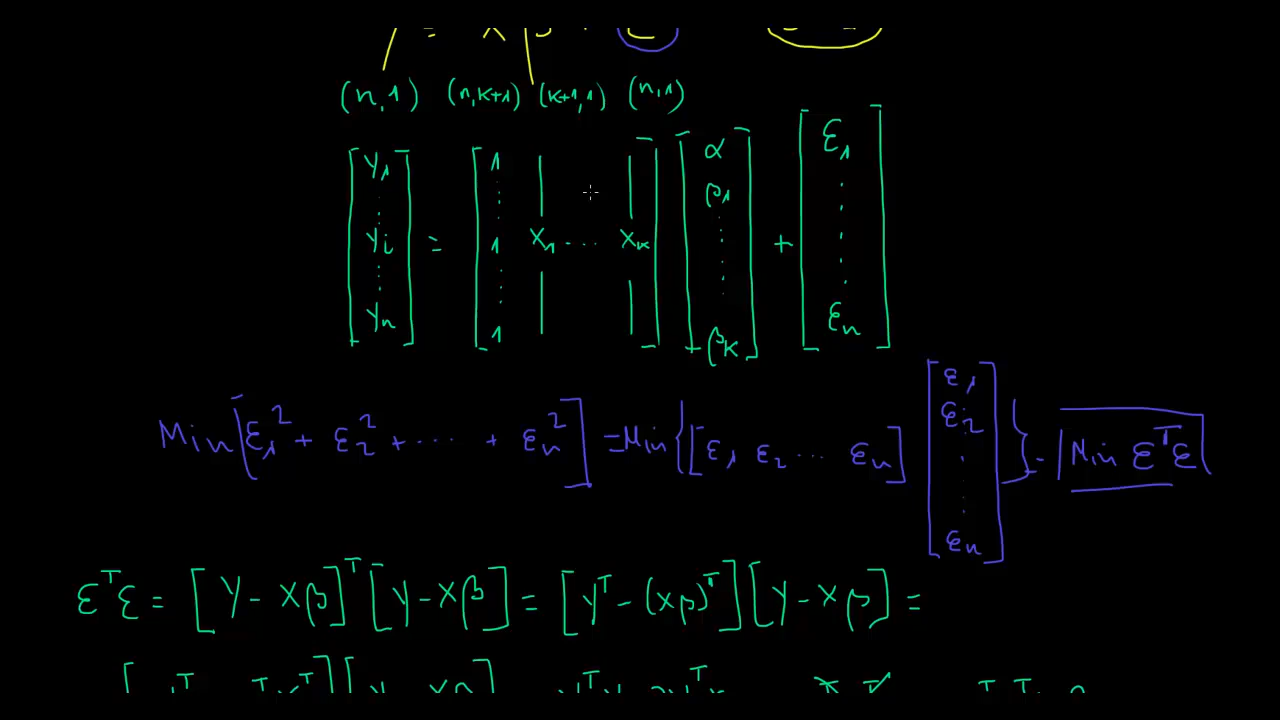 y = xβ + ε
(n,1) (n,k+1) (k+1,1) (n,1)
[y₁ ⋮ yᵢ ⋮ yₙ] = [1 ⋮ 1 ⋮ 1 | x₁ ... xₖ |] [α β₁ ⋮ βₖ] + [ε₁ ⋮ εₙ]
Min[ε₁² + ε₂² + ... + εₙ²] = Min{[ε₁ ε₂ ... εₙ] [ε₁ ε₂ ⋮ εₙ]} = Min εᵀε
εᵀε = [y - xβ]ᵀ[y - xβ] = [yᵀ - (xβ)ᵀ][y - xβ] =